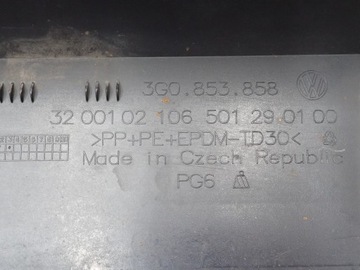 3G0.853.858
32 001 02 106 501 29 01 00
>PP+PE+EPDM-TD30<
Made in Czech Republic
PG6